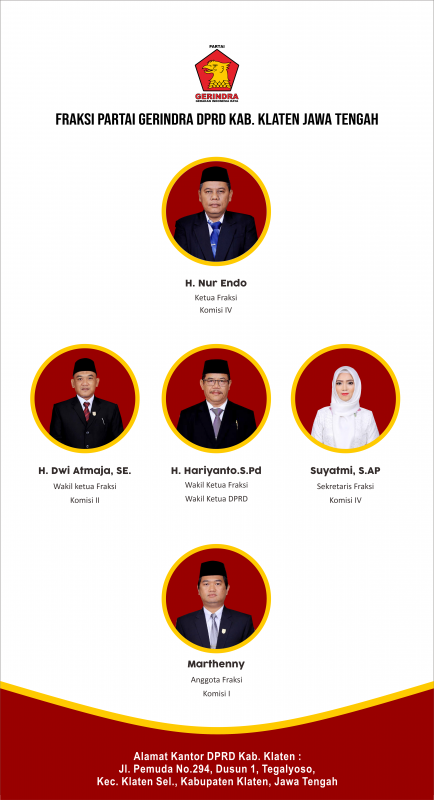 PARTAI
GERINDRA
GERAKAN INDONESIA RAYA
FRAKSI PARTAI GERINDRA DPRD KAB. KLATEN JAWA TENGAH
H. Nur Endo
Ketua Fraksi
Komisi IV
H. Dwi Atmaja, SE.
Wakil ketua Fraksi
Komisi II
H. Hariyanto.S.Pd
Wakil Ketua Fraksi
Wakil Ketua DPRD
Suyatmi, S.AP
Sekretaris Fraksi
Komisi IV
Marthenny
Anggota Fraksi
Komisi I
Alamat Kantor DPRD Kab. Klaten :
Jl. Pemuda No.294, Dusun 1, Tegalyoso,
Kec. Klaten Sel., Kabupaten Klaten, Jawa Tengah